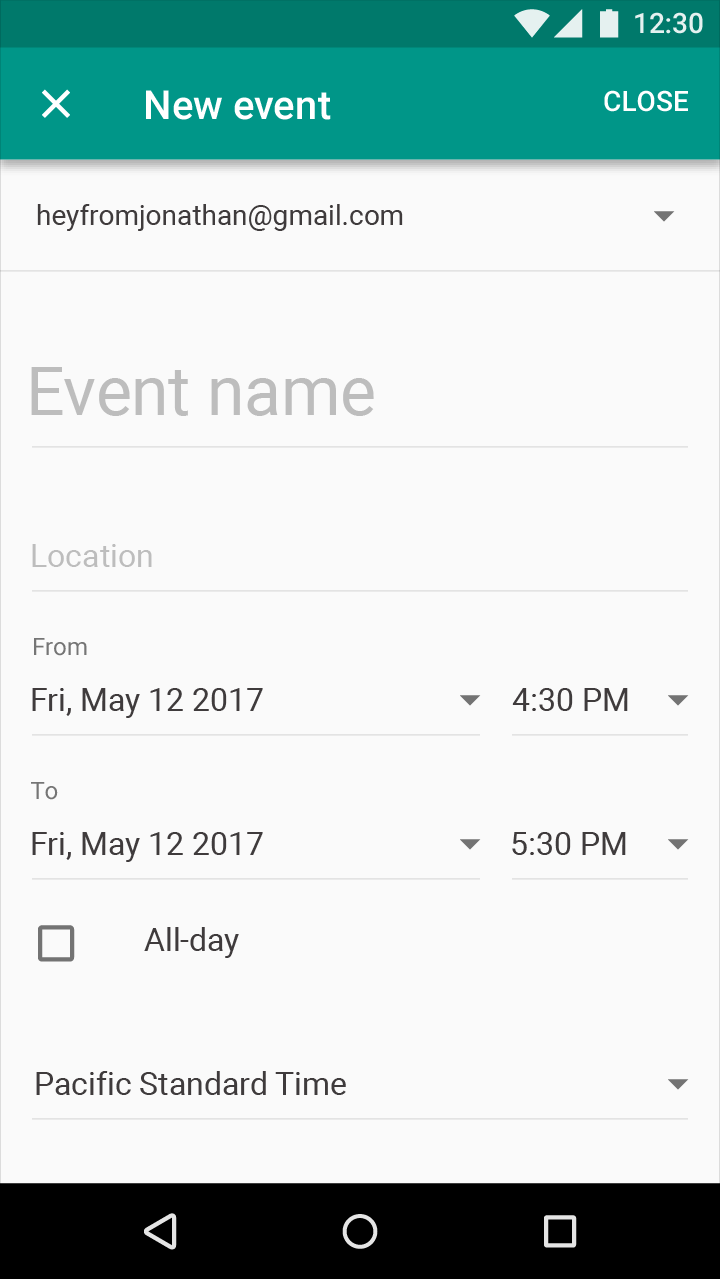 12:30
New event CLOSE
heyfromjonathan@gmail.com
Event name
Location
From
Fri, May 12 2017 4:30 PM
To
Fri, May 12 2017 5:30 PM
All-day
Pacific Standard Time